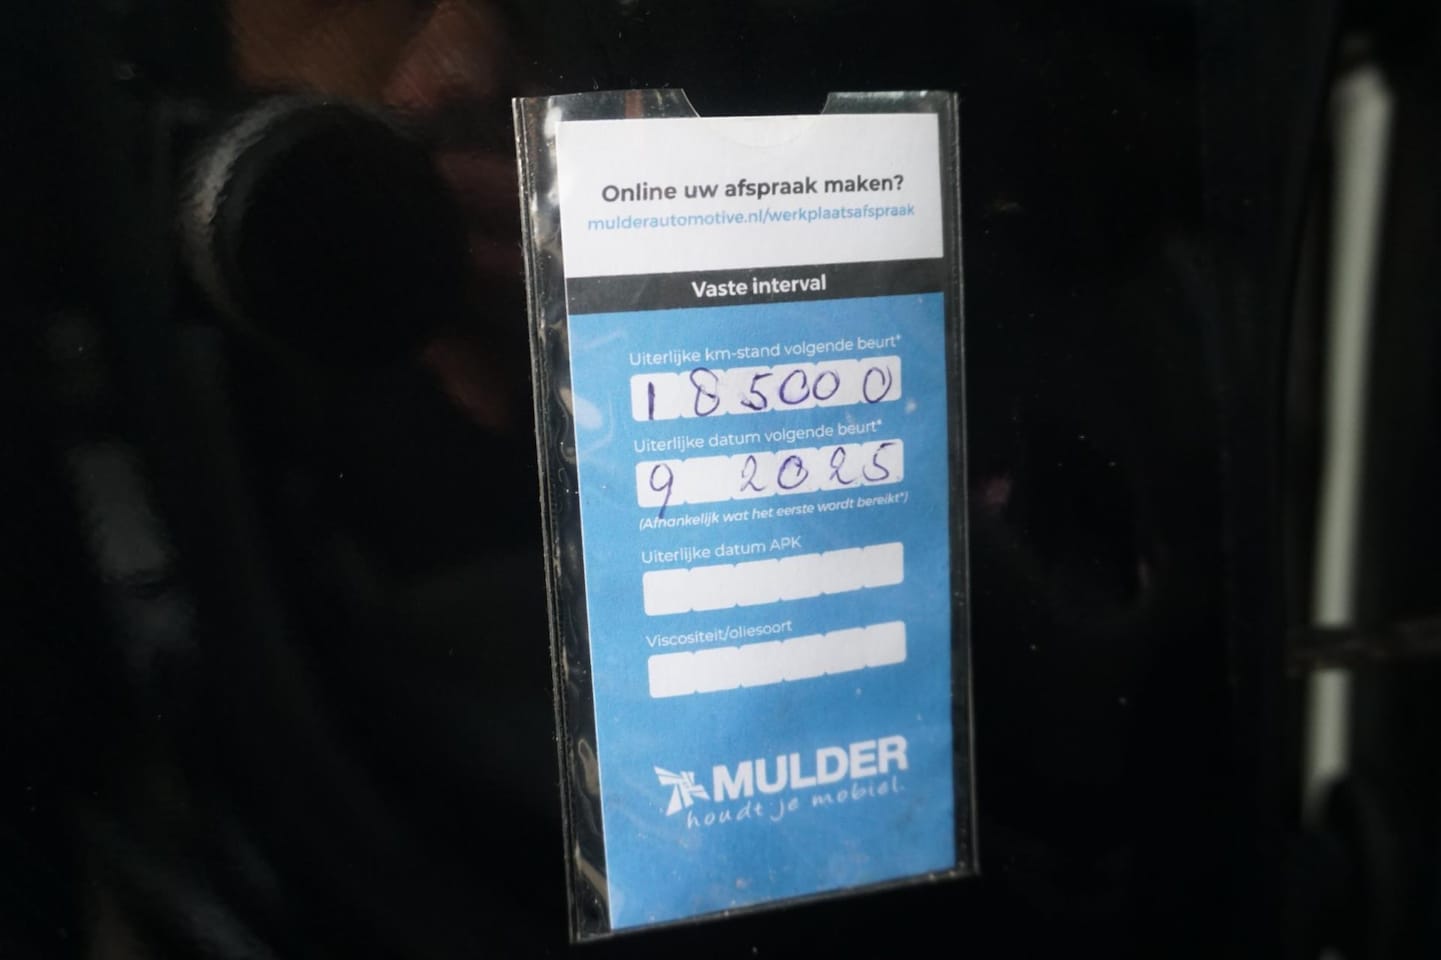 Online uw afspraak maken?
mulderautomotive.nl/werkplaatsafspraak
Vaste interval
Uiterlijke km-stand volgende beurt*
185000
Uiterlijke datum volgende beurt*
9 2025
(Afhankelijk wat het eerste wordt bereikt*)
Uiterlijke datum APK
Viscositeit/oliesoort
MULDER
houdt je mobiel.